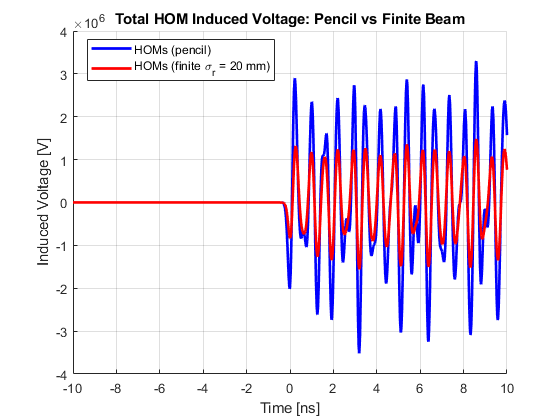 Total HOM Induced Voltage: Pencil vs Finite Beam
×10⁶
HOMs (pencil)
HOMs (finite σᵣ = 20 mm)
4
3
2
1
0
-1
-2
-3
-4
Induced Voltage [V]
-10 -8 -6 -4 -2 0 2 4 6 8 10
Time [ns]